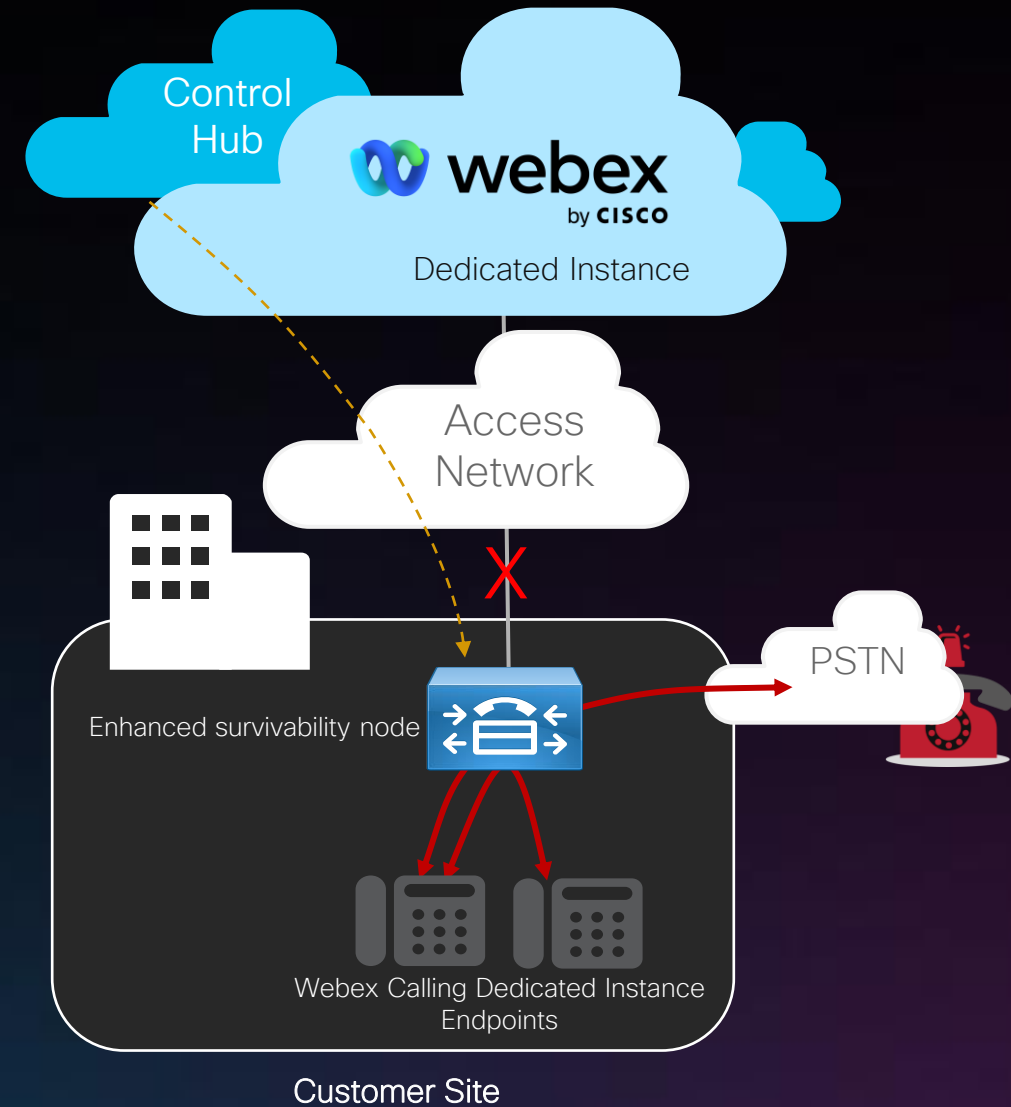 Control
Hub
webex
by CISCO
Dedicated Instance
Access
Network
X
PSTN
Enhanced survivability node
Webex Calling Dedicated Instance
Endpoints
Customer Site